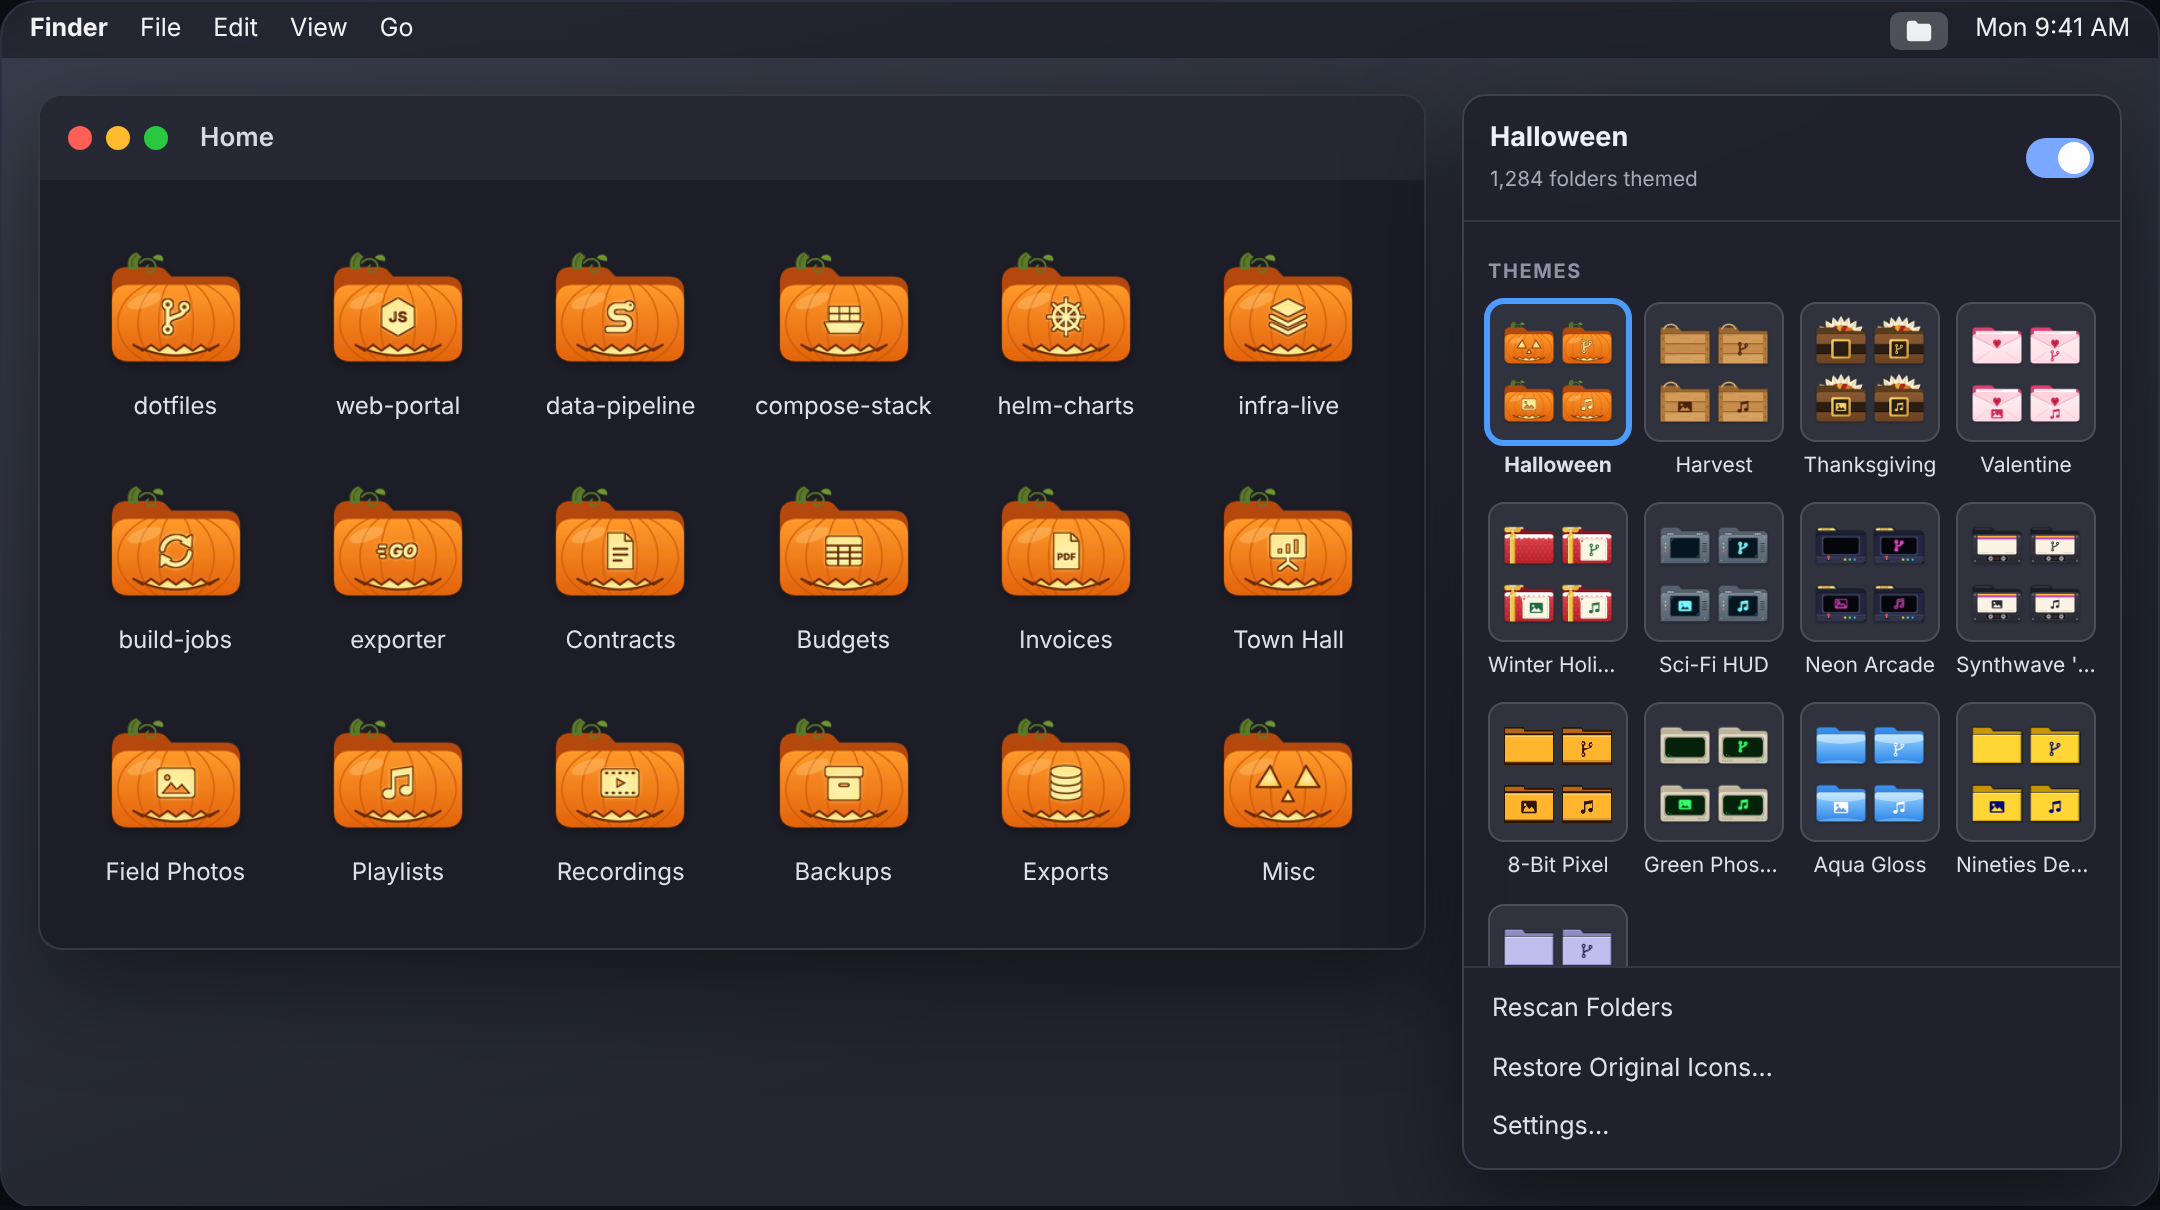 Finder File Edit View Go
Mon 9:41 AM
Home
JS
dotfiles web-portal data-pipeline compose-stack helm-charts infra-live
GO
PDF
build-jobs exporter Contracts Budgets Invoices Town Hall
Field Photos Playlists Recordings Backups Exports Misc
Halloween
1,284 folders themed
THEMES
Halloween Harvest Thanksgiving Valentine
Winter Holi... Sci-Fi HUD Neon Arcade Synthwave '...
8-Bit Pixel Green Phos... Aqua Gloss Nineties De...
Rescan Folders
Restore Original Icons...
Settings...